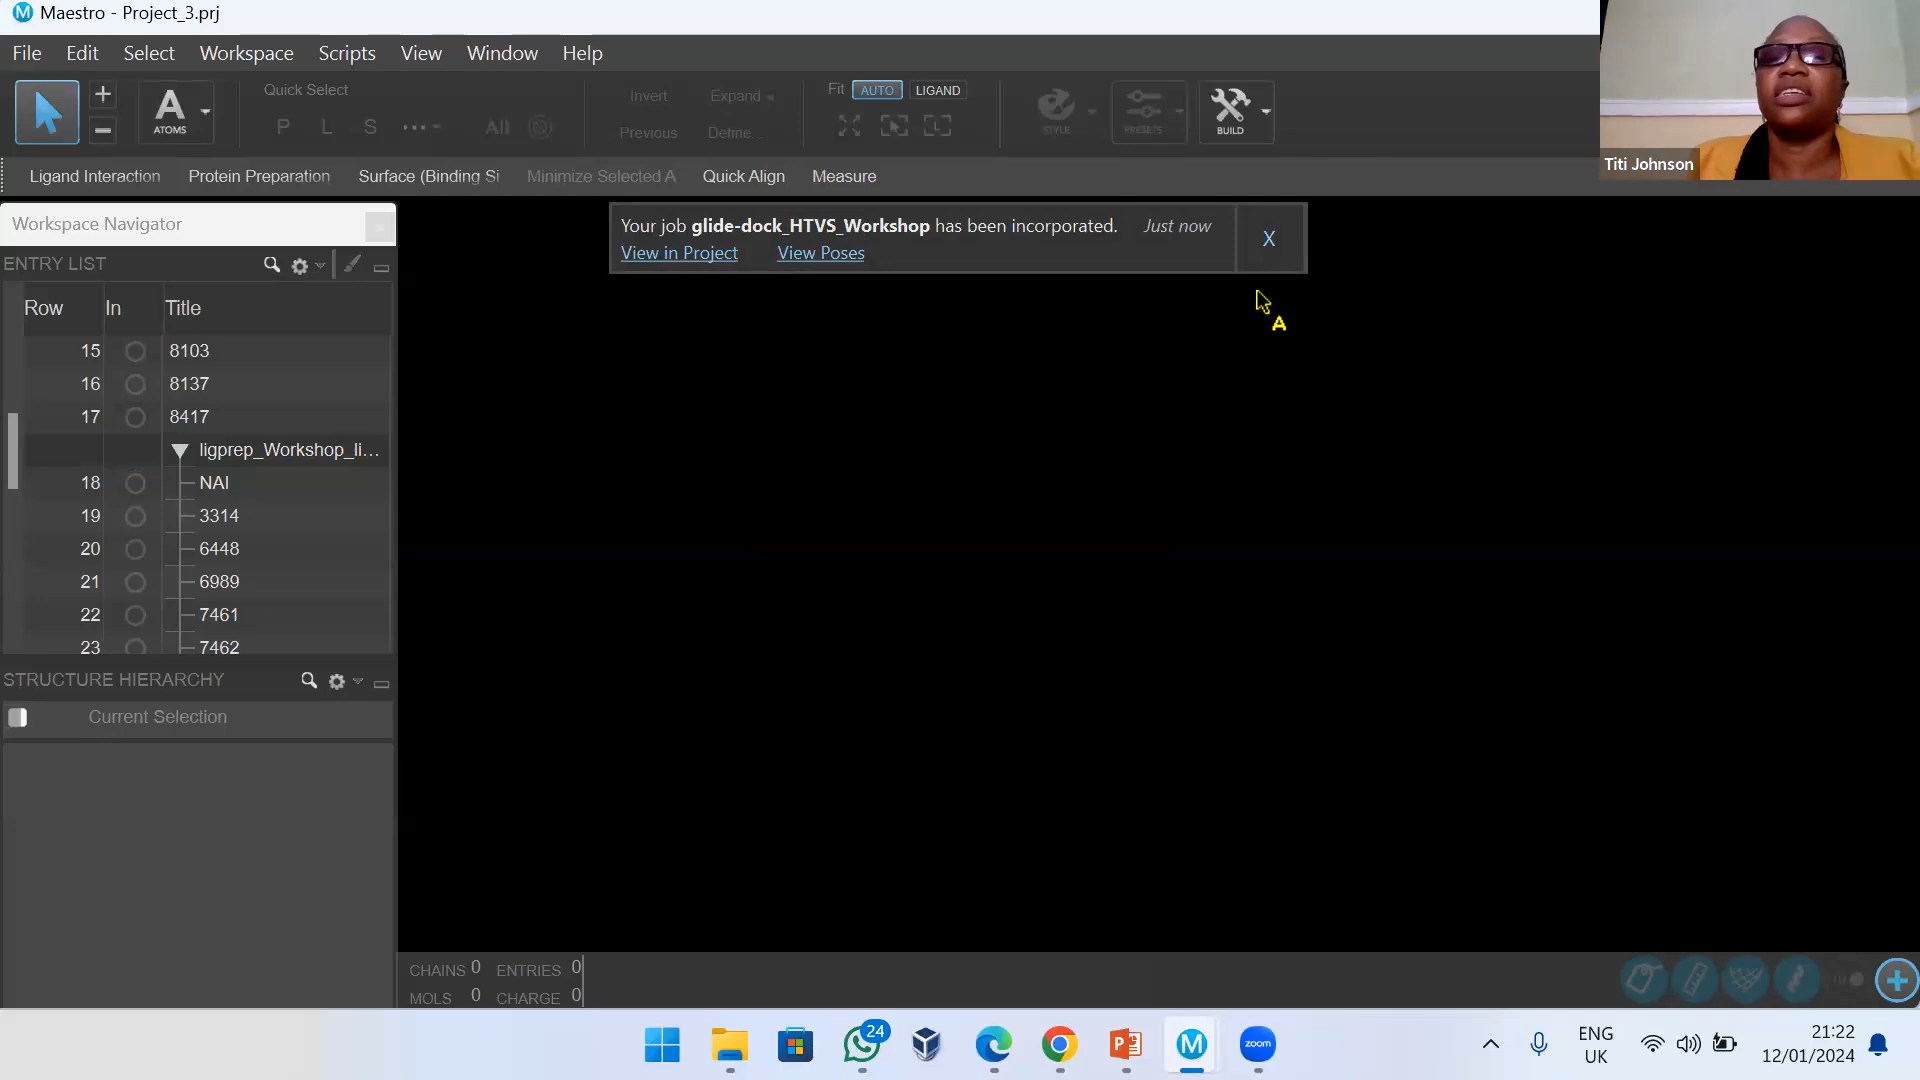 Maestro - Project_3.prj
File Edit Select Workspace Scripts View Window Help
Quick Select
P L S ... All
A
ATOMS
Invert Expand
Previous Define...
Fit AUTO LIGAND
STYLE
PRESETS
BUILD
Titi Johnson
Ligand Interaction Protein Preparation Surface (Binding Si Minimize Selected A Quick Align Measure
Workspace Navigator
Your job glide-dock_HTVS_Workshop has been incorporated. Just now X
View in Project View Poses
A
ENTRY LIST
Row In Title
15 8103
16 8137
17 8417
ligprep_Workshop_li...
18 NAI
19 3314
20 6448
21 6989
22 7461
23 7462
STRUCTURE HIERARCHY
Current Selection
CHAINS 0 ENTRIES 0
MOLS 0 CHARGE 0
24
zoom
ENG
UK
21:22
12/01/2024